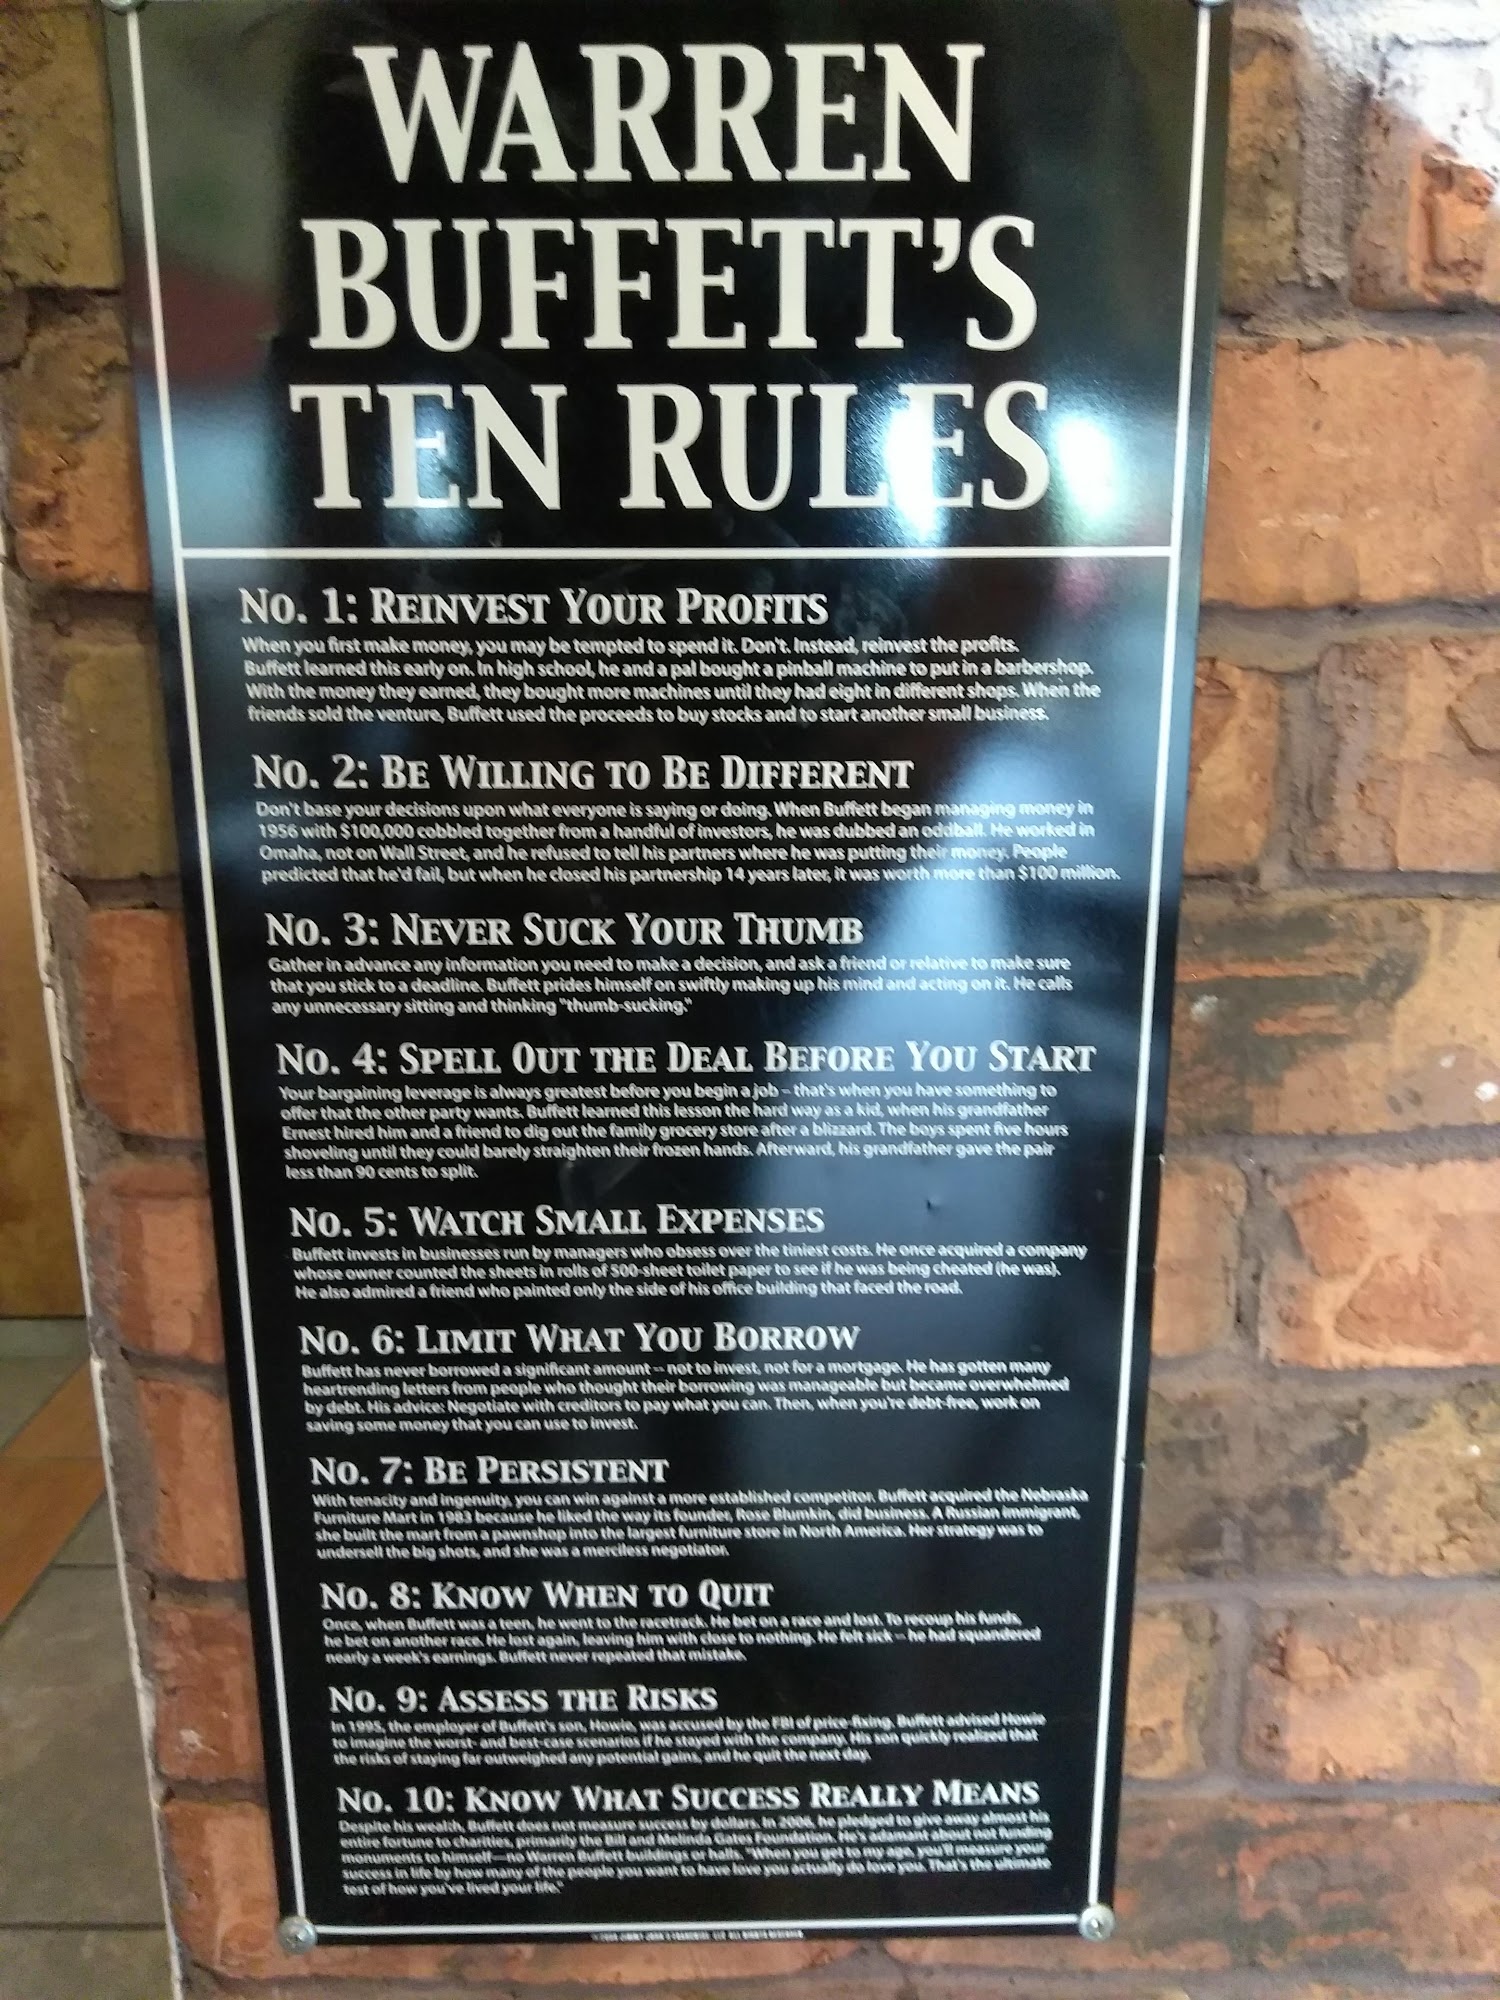 WARREN
BUFFETT'S
TEN RULES
No. 1: Reinvest Your Profits
When you first make money, you may be tempted to spend it. Don't. Instead, reinvest the profits.
Buffett learned this early on. In high school, he and a pal bought a pinball machine to put in a barbershop.
With the money they earned, they bought more machines until they had eight in different shops. When the
friends sold the venture, Buffett used the proceeds to buy stocks and to start another small business.
No. 2: Be Willing to Be Different
Don't base your decisions upon what everyone is saying or doing. When Buffett began managing money in
1956 with $100,000 cobbled together from a handful of investors, he was dubbed an oddball. He worked in
Omaha, not on Wall Street, and he refused to tell his partners where he was putting their money. People
predicted that he'd fail, but when he closed his partnership 14 years later, it was worth more than $100 million.
No. 3: Never Suck Your Thumb
Gather in advance any information you need to make a decision, and ask a friend or relative to make sure
that you stick to a deadline. Buffett prides himself on swiftly making up his mind and acting on it. He calls
any unnecessary sitting and thinking "thumb-sucking."
No. 4: Spell Out the Deal Before You Start
Your bargaining leverage is always greatest before you begin a job – that's when you have something to
offer that the other party wants. Buffett learned this lesson the hard way as a kid, when his grandfather
Ernest hired him and a friend to dig out the family grocery store after a blizzard. The boys spent five hours
shoveling until they could barely straighten their frozen hands. Afterward, his grandfather gave the pair
less than 90 cents to split.
No. 5: Watch Small Expenses
Buffett invests in businesses run by managers who obsess over the tiniest costs. He once acquired a company
whose owner counted the sheets in rolls of 500-sheet toilet paper to see if he was being cheated (he was).
He also admired a friend who painted only the side of his office building that faced the road.
No. 6: Limit What You Borrow
Buffett has never borrowed a significant amount -- not to invest, not for a mortgage. He has gotten many
heartrending letters from people who thought their borrowing was manageable but became overwhelmed
by debt. His advice: Negotiate with creditors to pay what you can. Then, when you're debt-free, work on
saving some money that you can use to invest.
No. 7: Be Persistent
With tenacity and ingenuity, you can win against a more established competitor. Buffett acquired the Nebraska
Furniture Mart in 1983 because he liked the way its founder, Rose Blumkin, did business. A Russian immigrant,
she built the mart from a pawnshop into the largest furniture store in North America. Her strategy was to
undersell the big shots, and she was a merciless negotiator.
No. 8: Know When to Quit
Once, when Buffett was a teen, he went to the racetrack. He bet on a race and lost. To recoup his funds,
he bet on another race. He lost again, leaving him with close to nothing. He felt sick -- he had squandered
nearly a week's earnings. Buffett never repeated that mistake.
No. 9: Assess the Risks
In 1995, the employer of Buffett's son, Howie, was accused by the FBI of price-fixing. Buffett advised Howie
to imagine the worst- and best-case scenarios if he stayed with the company. His son quickly realized that
the risks of staying far outweighed any potential gains, and he quit the next day.
No. 10: Know What Success Really Means
Despite his wealth, Buffett does not measure success by dollars. In 2006, he pledged to give away almost his
entire fortune to charities, primarily the Bill and Melinda Gates Foundation. He's adamant about not funding
monuments to himself—no Warren Buffett buildings or halls. "When you get to my age, you'll measure your
success in life by how many of the people you want to have love you actually do love you. That's the ultimate
test of how you've lived your life."
JIMMY JOHN'S FRANCHISE, LLC ALL RIGHTS RESERVED